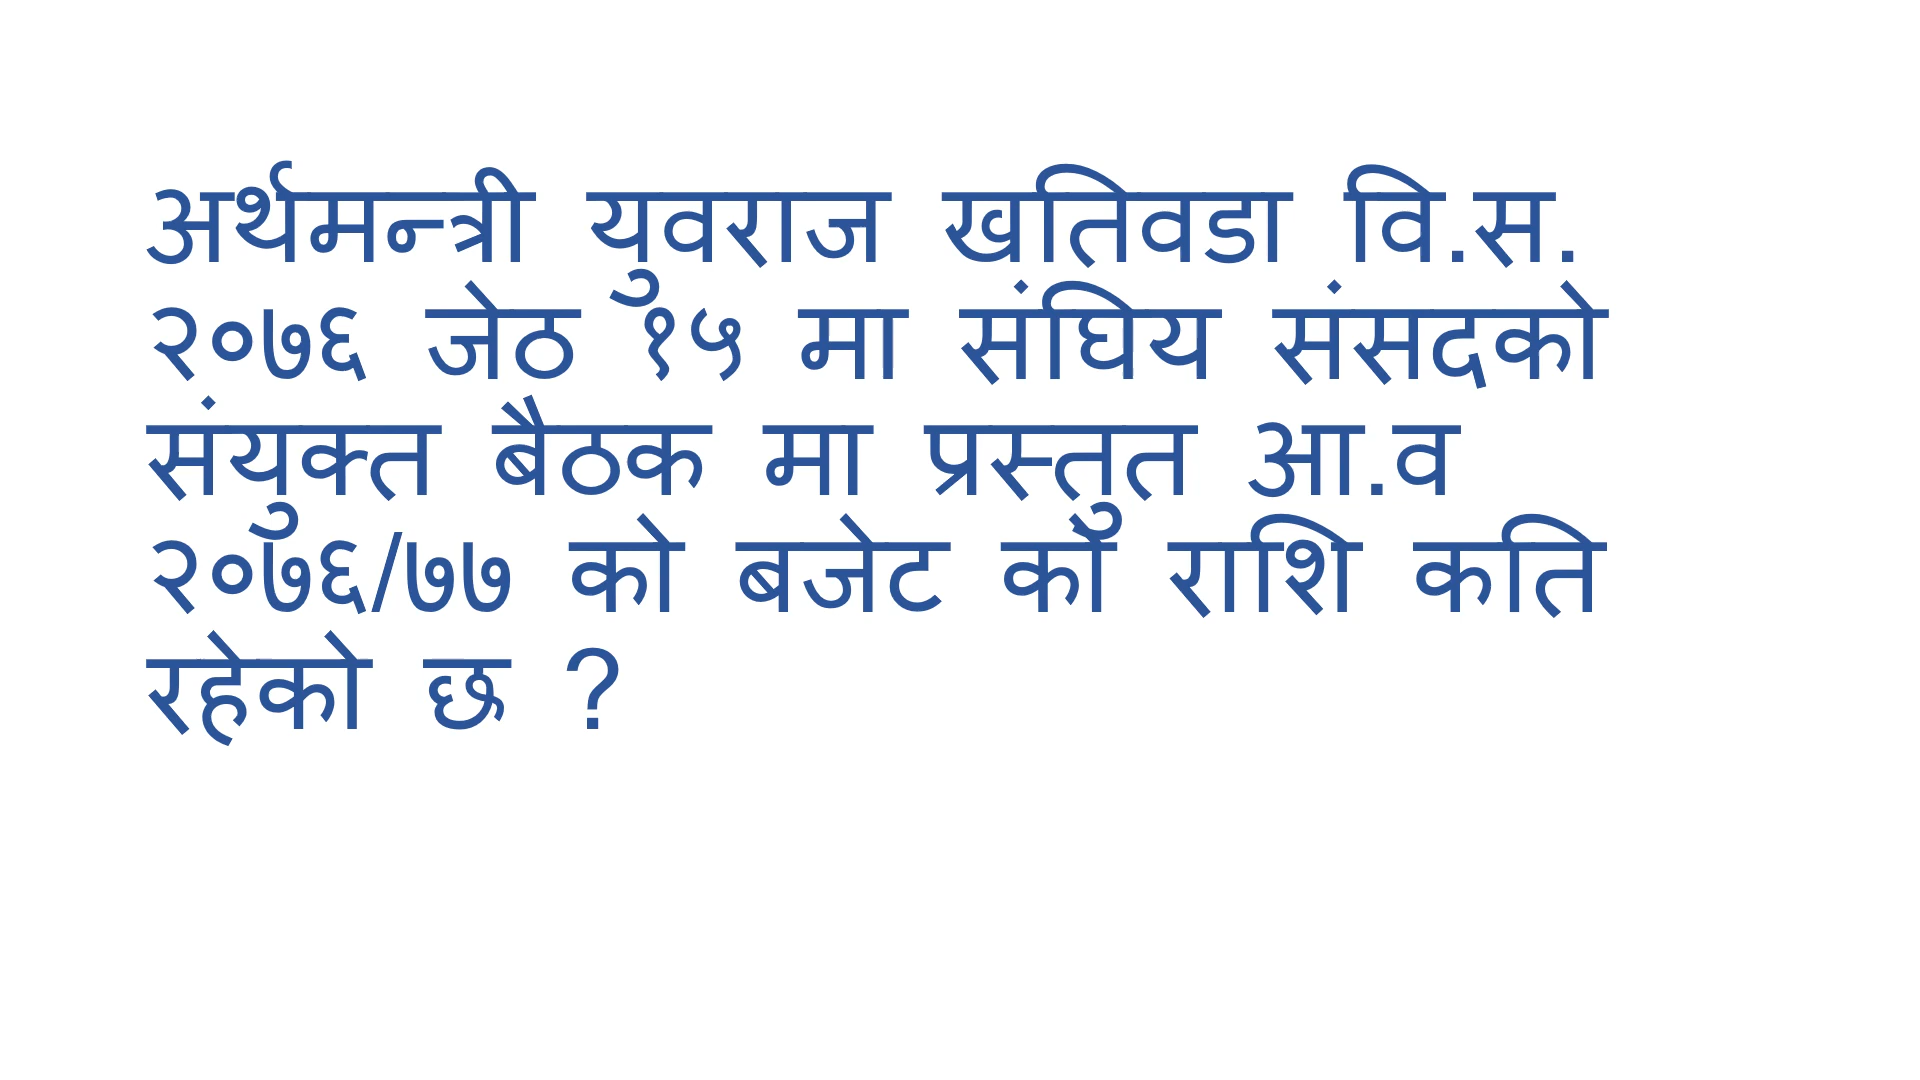 अर्थमन्त्री युवराज खतिवडा वि.स.
२०७६ जेठ १५ मा संघिय संसदको
संयुक्त बैठक मा प्रस्तुत आ.व
२०७६/७७ को बजेट को राशि कति
रहेको छ ?